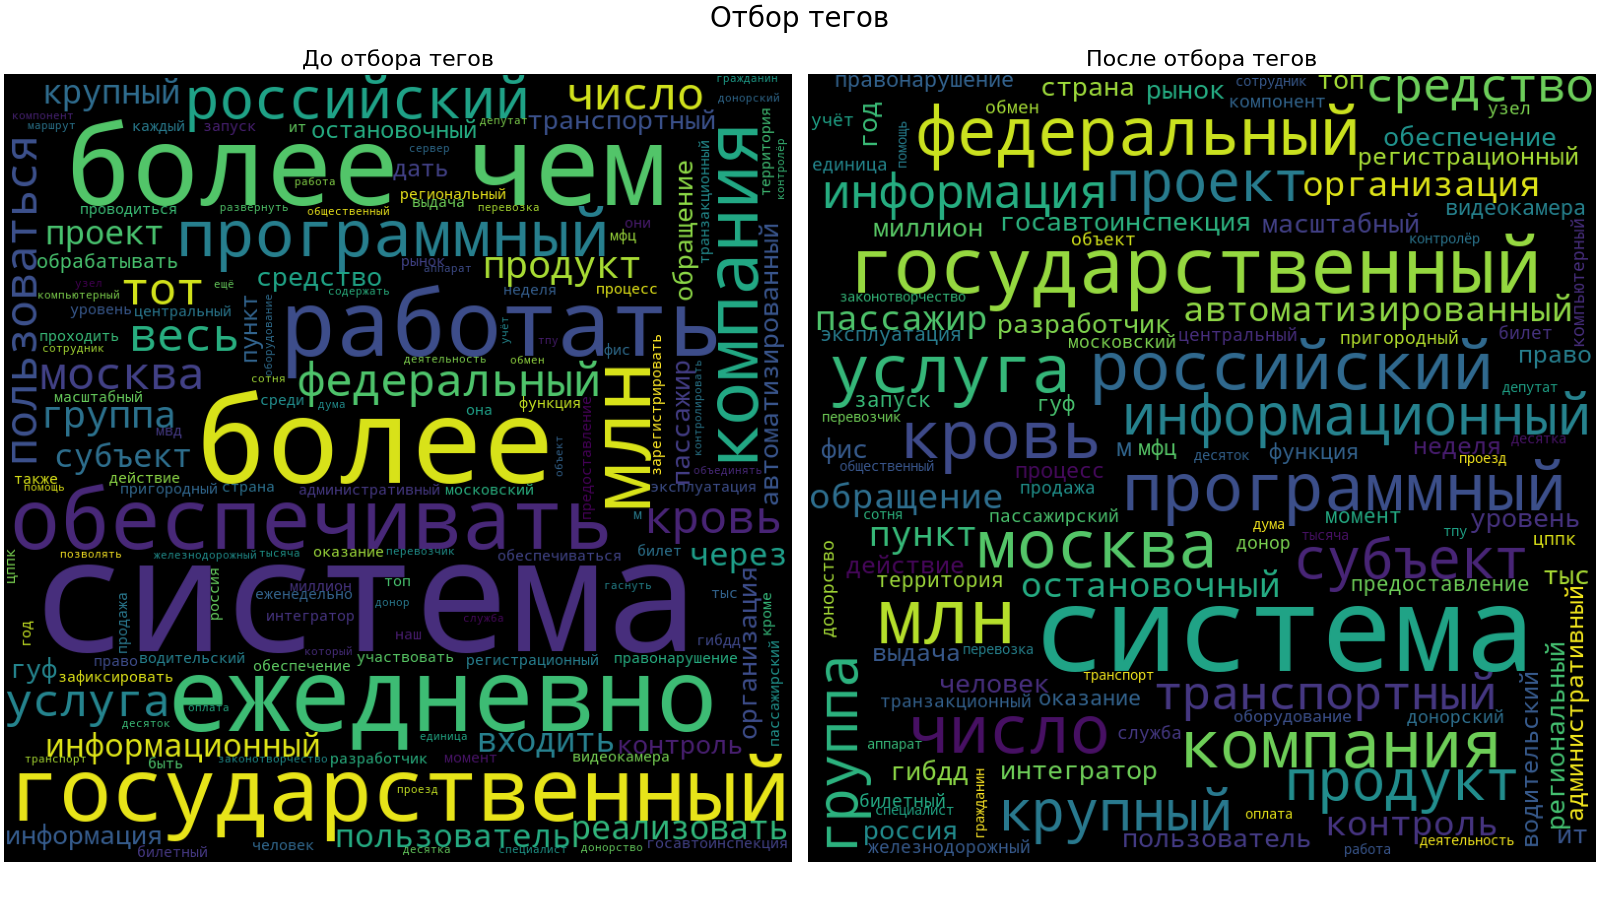 Отбор тегов
До отбора тегов
гражданин
крупный
российский
число
донорский
компонент
маршрут
каждый
запуск
ит
остановочный
депутат
транспортный
более чем
сервер
дать
территория
контролёр
работа
региональный
проводиться
развернуть
общественный
выдача
перевозка
пользоваться
компания
обращение
транзакционный
проект
программный
они
мфц
обрабатывать
рынок
аппарат
продукт
узел
тот
ещё
средство
содержать
неделя
процесс
компьютерный
уровень
центральный
пункт
оборудование
работать
учёт
тпу
проходить
сотрудник
весь
деятельность
обмен
фис
москва
сотня
федеральный
млн
зарегистрировать
пассажир
контролировать
автоматизированный
масштабный
среди
дума
она
функция
группа
мвд
более
предоставление
объект
субъект
также
действие
объединять
помощь
пригородный
страна
административный
московский
эксплуатация
обеспечивать
м
кровь
цппк
позволять
железнодорожный
тысяча
оказание
перевозчик
обеспечиваться
билет
через
система
россия
миллион
топ
еженедельно
донор
гаснуть
организация
тыс
кроме
год
продажа
интегратор
служба
наш
гибдд
гуф
право
водительский
который
участвовать
регистрационный
правонарушение
зафиксировать
обеспечение
услуга
ежедневно
оплата
десяток
единица
пассажирский
информационный
входить
контроль
транспорт
быть
законотворчество
разработчик
момент
видеокамера
государственный
проезд
информация
пользователь
реализовать
билетный
человек
десятка
специалист
донорство
госавтоинспекция
После отбора тегов
правонарушение
страна
сотрудник
топ
средство
рынок
компонент
узел
учёт
год
обмен
помощь
федеральный
обеспечение
единица
регистрационный
информация
проект
организация
видеокамера
миллион
госавтоинспекция
масштабный
объект
контролёр
компьютерный
государственный
законотворчество
автоматизированный
пассажир
разработчик
эксплуатация
московский
центральный
пригородный
билет
услуга
российский
право
депутат
запуск
гуф
перевозчик
информационный
кровь
фис
м
мфц
десяток
функция
неделя
десятка
проезд
общественный
процесс
продажа
обращение
программный
сотня
пассажирский
момент
уровень
пункт
москва
дума
тысяча
донор
тпу
цппк
донорство
действие
субъект
территория
остановочный
предоставление
тыс
млн
система
выдача
перевозка
группа
транспорт
человек
транзакционный
оказание
транспортный
водительский
региональный
административный
число
служба
оборудование
донорский
аппарат
компания
гибдд
интегратор
продукт
билетный
специалист
гражданин
крупный
оплата
россия
пользователь
контроль
ит
железнодорожный
работа
деятельность